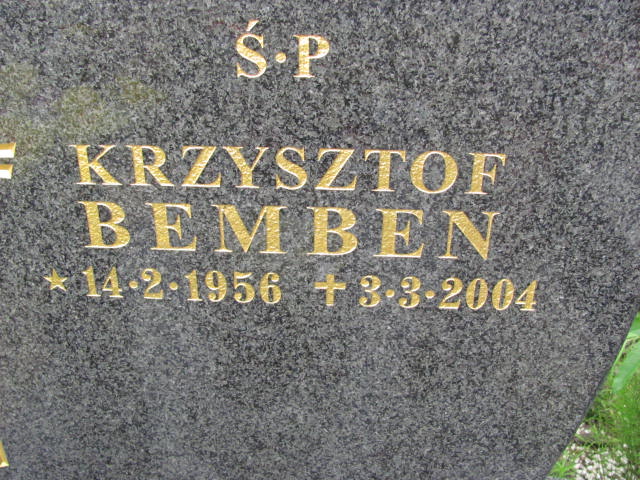 Ś·P
KRZYSZTOF
BEMBEN
★ 14·2·1956 ✝ 3·3·2004